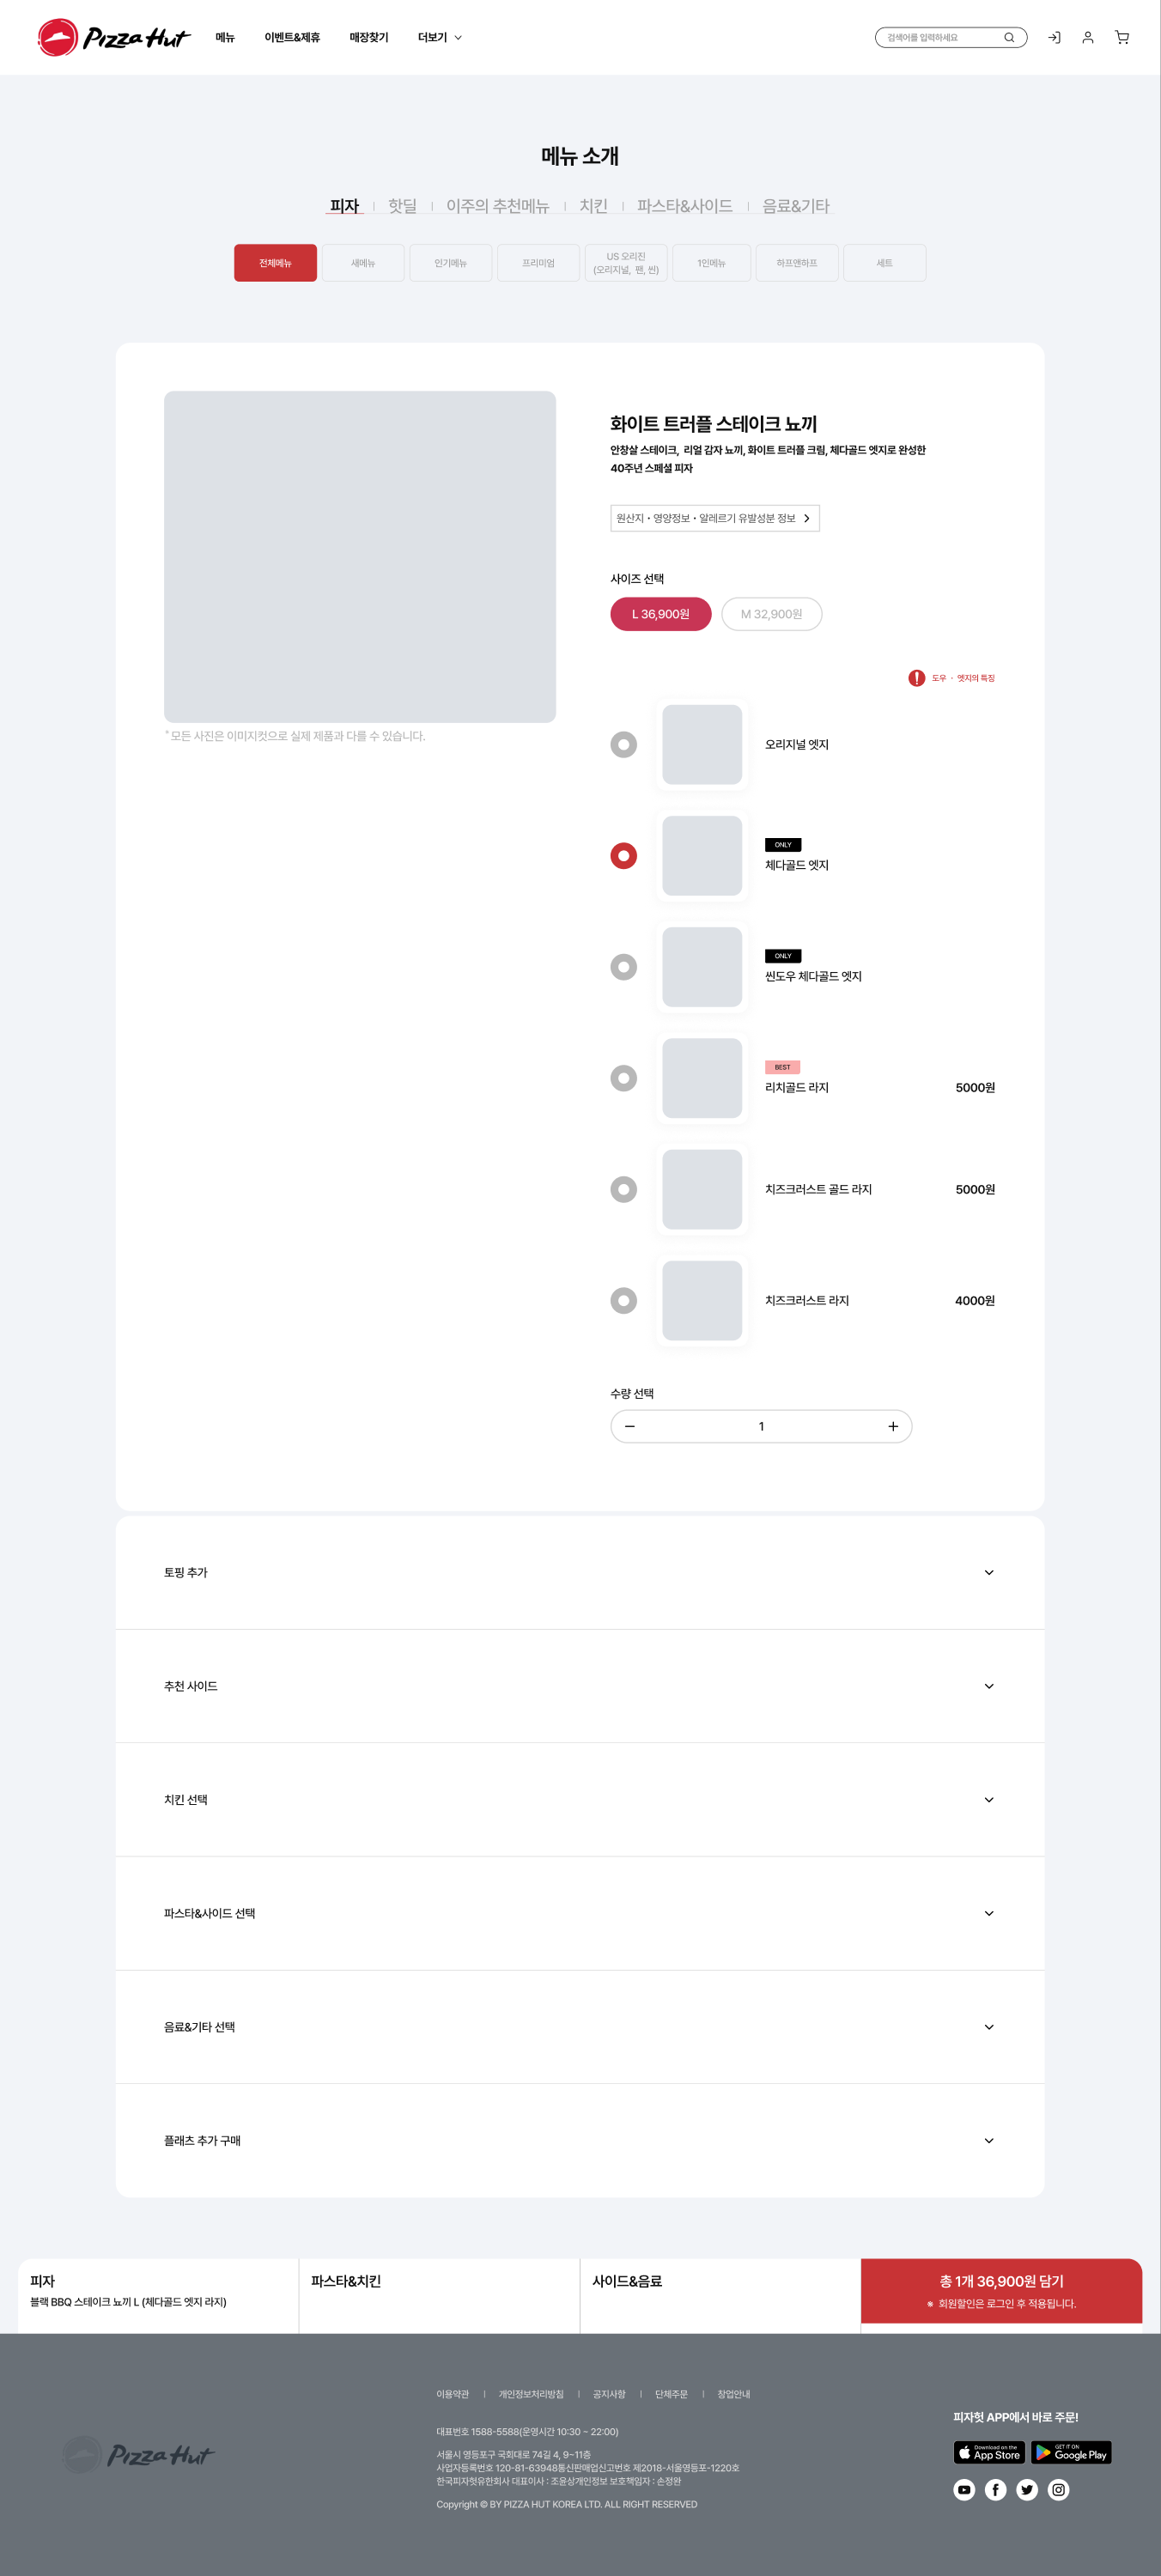 Pizza Hut
메뉴
이벤트&제휴
매장찾기
더보기
검색어를 입력하세요
메뉴 소개
피자
핫딜
이주의 추천메뉴
치킨
파스타&사이드
음료&기타
전체메뉴
새메뉴
인기메뉴
프리미엄
US 오리진
(오리지널, 팬, 씬)
1인메뉴
하프앤하프
세트
*모든 사진은 이미지컷으로 실제 제품과 다를 수 있습니다.
화이트 트러플 스테이크 뇨끼
안창살 스테이크, 리얼 감자 뇨끼, 화이트 트러플 크림, 체다골드 엣지로 완성한
40주년 스페셜 피자
원산지・영양정보・알레르기 유발성분 정보
사이즈 선택
L 36,900원
M 32,900원
도우 · 엣지의 특징
오리지널 엣지
ONLY
체다골드 엣지
ONLY
씬도우 체다골드 엣지
BEST
리치골드 라지
5000원
치즈크러스트 골드 라지
5000원
치즈크러스트 라지
4000원
수량 선택
1
토핑 추가
추천 사이드
치킨 선택
파스타&사이드 선택
음료&기타 선택
플래츠 추가 구매
피자
블랙 BBQ 스테이크 뇨끼 L (체다골드 엣지 라지)
파스타&치킨
사이드&음료
총 1개 36,900원 담기
※ 회원할인은 로그인 후 적용됩니다.
Pizza Hut
이용약관
개인정보처리방침
공지사항
단체주문
창업안내
대표번호 1588-5588(운영시간 10:30 ~ 22:00)
서울시 영등포구 국회대로 74길 4, 9~11층
사업자등록번호 120-81-63948통신판매업신고번호 제2018-서울영등포-1220호
한국피자헛유한회사 대표이사 : 조윤상개인정보 보호책임자 : 손정완
Copyright © BY PIZZA HUT KOREA LTD. ALL RIGHT RESERVED
피자헛 APP에서 바로 주문!
Download on the
App Store
GET IT ON
Google Play